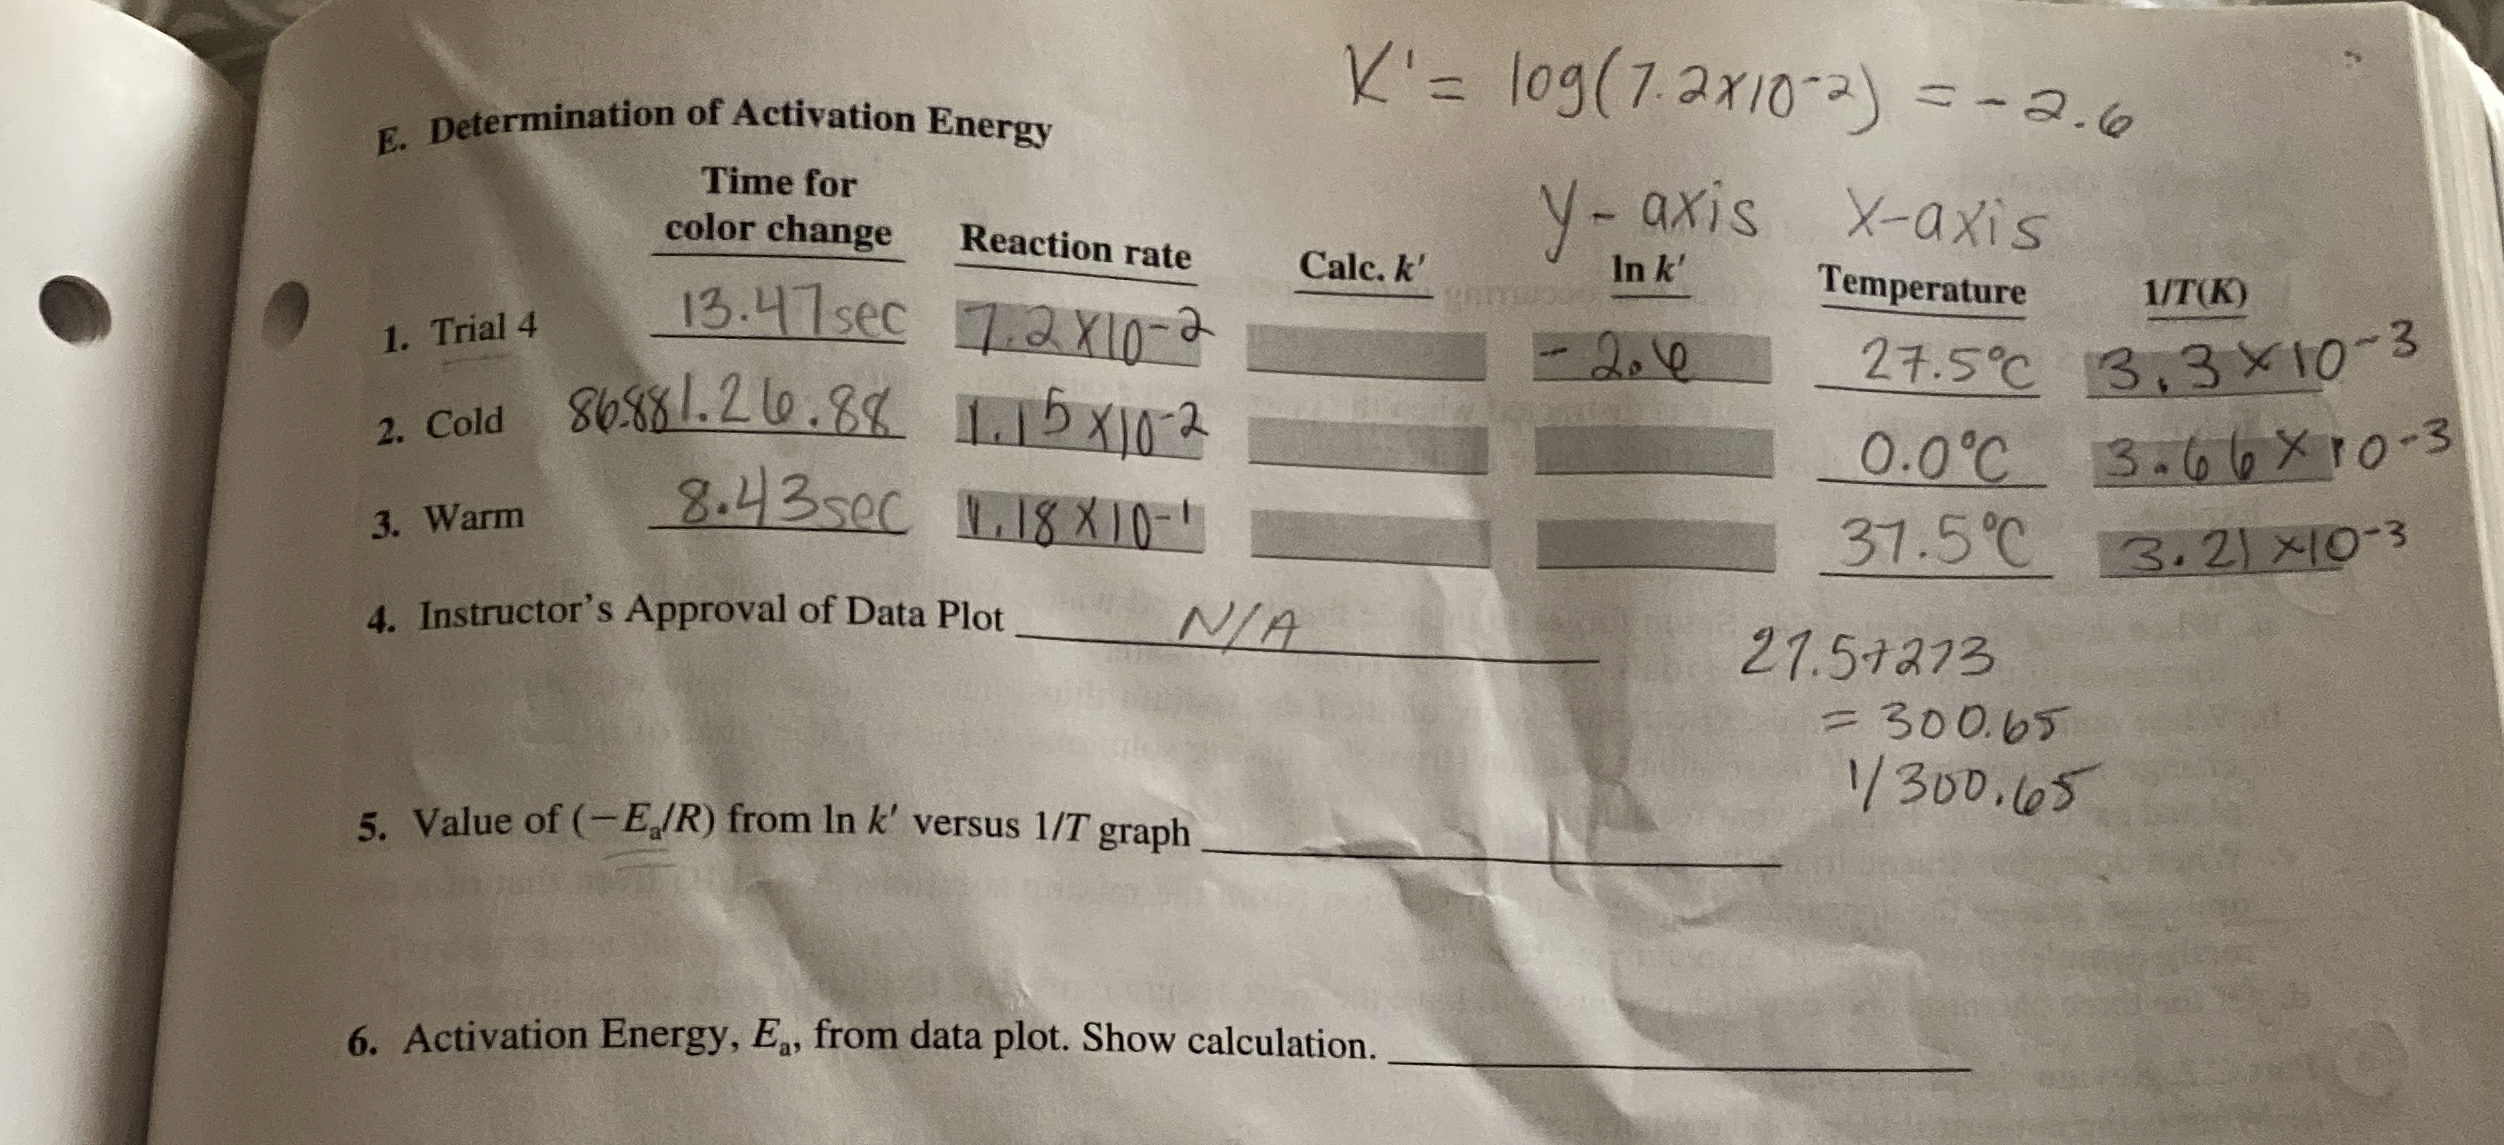 K' = log(7.2x10-2) = -2.6
E. Determination of Activation Energy
y-axis x-axis
Time for color change Reaction rate Calc. k' ln k' Temperature 1/T(K)
1. Trial 4 13.47sec 7.2x10-2 -2.6 27.5°C 3.3x10-3
2. Cold 86.88 1.26.88 1.15x10-2 0.0°C 3.66x10-3
3. Warm 8.43sec 1.18x10-1 37.5°C 3.21x10-3
4. Instructor's Approval of Data Plot N/A
27.5+273
= 300.65
1/300.65
5. Value of (−Ea/R) from ln k' versus 1/T graph
6. Activation Energy, Ea, from data plot. Show calculation.